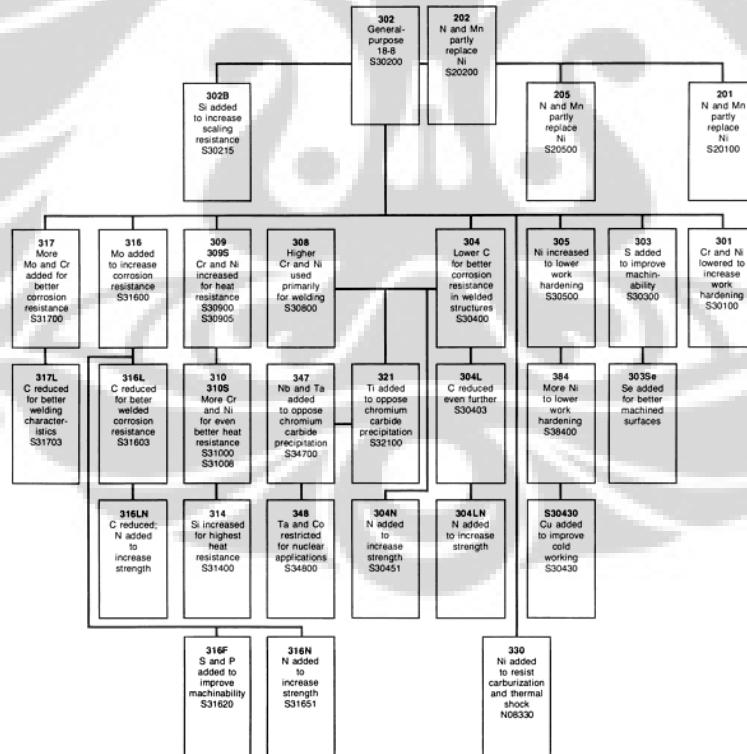 302
General-
purpose
18-8
S30200
202
N and Mn
partly
replace
Ni
S20200
302B
Si added
to increase
scaling
resistance
S30215
205
N and Mn
partly
replace
Ni
S20500
201
N and Mn
partly
replace
Ni
S20100
317
More
Mo and Cr
added for
better
corrosion
resistance
S31700
316
Mo added
to increase
corrosion
resistance
S31600
309
309S
Cr and Ni
increased
for heat
resistance
S30900
S30905
308
Higher
Cr and Ni
used
primarily
for welding
S30800
304
Lower C
for better
corrosion
resistance
in welded
structures
S30400
305
Ni increased
to lower
work
hardening
S30500
303
S added
to improve
machin-
ability
S30300
301
Cr and Ni
lowered to
increase
work
hardening
S30100
317L
C reduced
for better
welding
character-
istics
S31703
316L
C reduced
for beter
welded
corrosion
resistance
S31603
310
310S
More Cr
and Ni
for even
better heat
resistance
S31000
S31008
347
Nb and Ta
added
to oppose
chromium
carbide
precipitation
S34700
321
Ti added
to oppose
chromium
carbide
precipitation
S32100
304L
C reduced
even further
S30403
384
More Ni
to lower
work
hardening
S38400
303Se
Se added
for better
machined
surfaces
316LN
C reduced;
N added
to
increase
strength
314
Si increased
for highest
heat
resistance
S31400
348
Ta and Co
restricted
for nuclear
applications
S34800
304N
N added
to
increase
strength
S30451
304LN
N added
to increase
strength
S30430
Cu added
to improve
cold
working
S30430
316F
S and P
added to
improve
machinability
S31620
316N
N added
to
increase
strength
S31651
330
Ni added
to resist
carburization
and thermal
shock
N08330